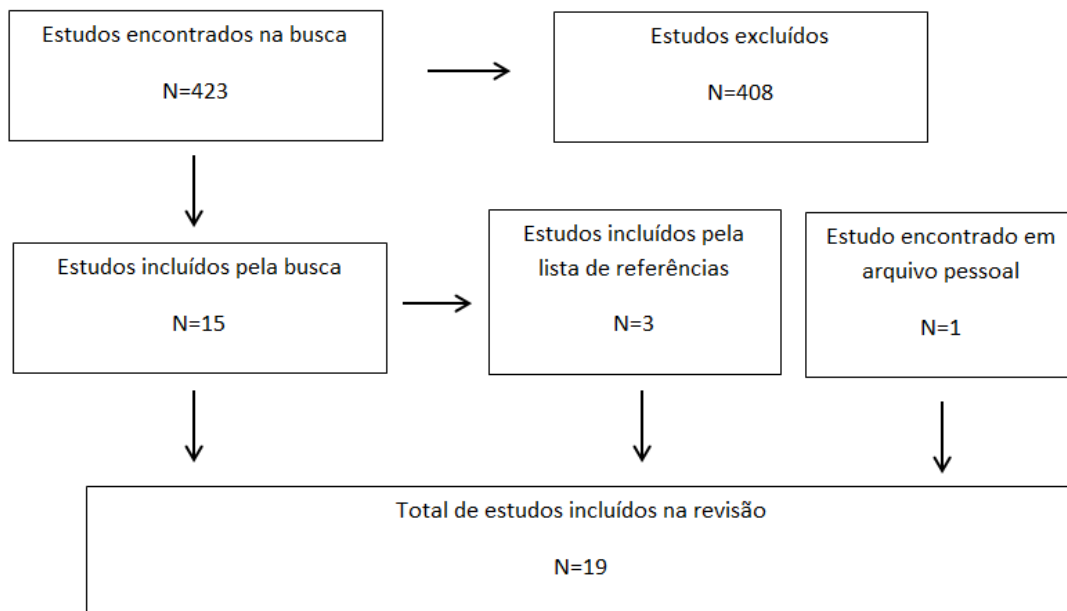 Estudos encontrados na busca
N=423
Estudos excluídos
N=408
Estudos incluídos pela busca
N=15
Estudos incluídos pela
lista de referências
N=3
Estudo encontrado em
arquivo pessoal
N=1
Total de estudos incluídos na revisão
N=19